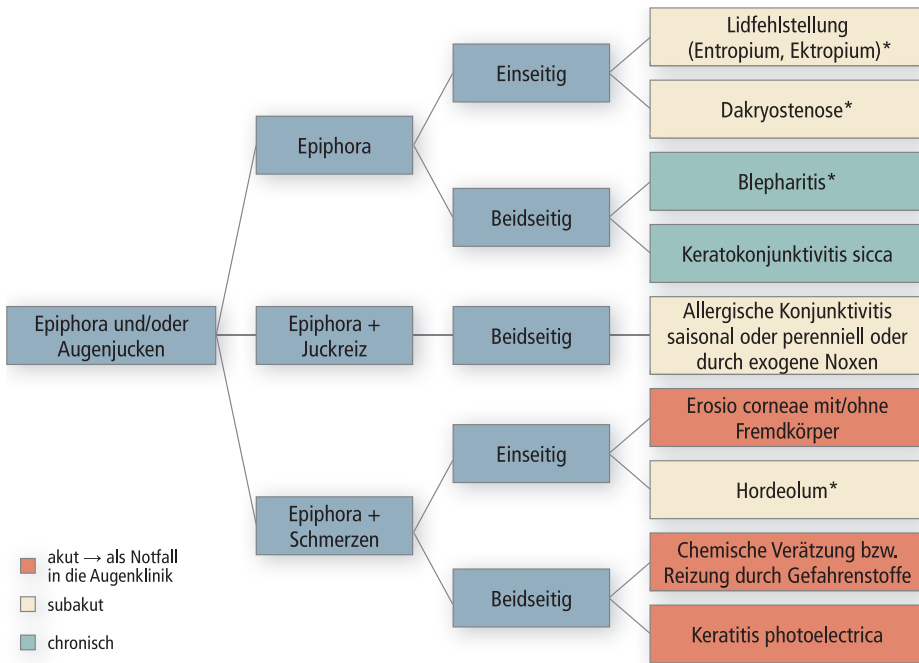 Lidfehlstellung
(Entropium, Ektropium)*
Einseitig
Dakryostenose*
Epiphora
Blepharitis*
Beidseitig
Keratokonjunktivitis sicca
Epiphora und/oder
Augenjucken
Epiphora +
Juckreiz
Beidseitig
Allergische Konjunktivitis
saisonal oder perenniell oder
durch exogene Noxen
Erosio corneae mit/ohne
Fremdkörper
Einseitig
Hordeolum*
Epiphora +
Schmerzen
Chemische Verätzung bzw.
Reizung durch Gefahrenstoffe
Beidseitig
Keratitis photoelectrica
akut → als Notfall
in die Augenklinik
subakut
chronisch